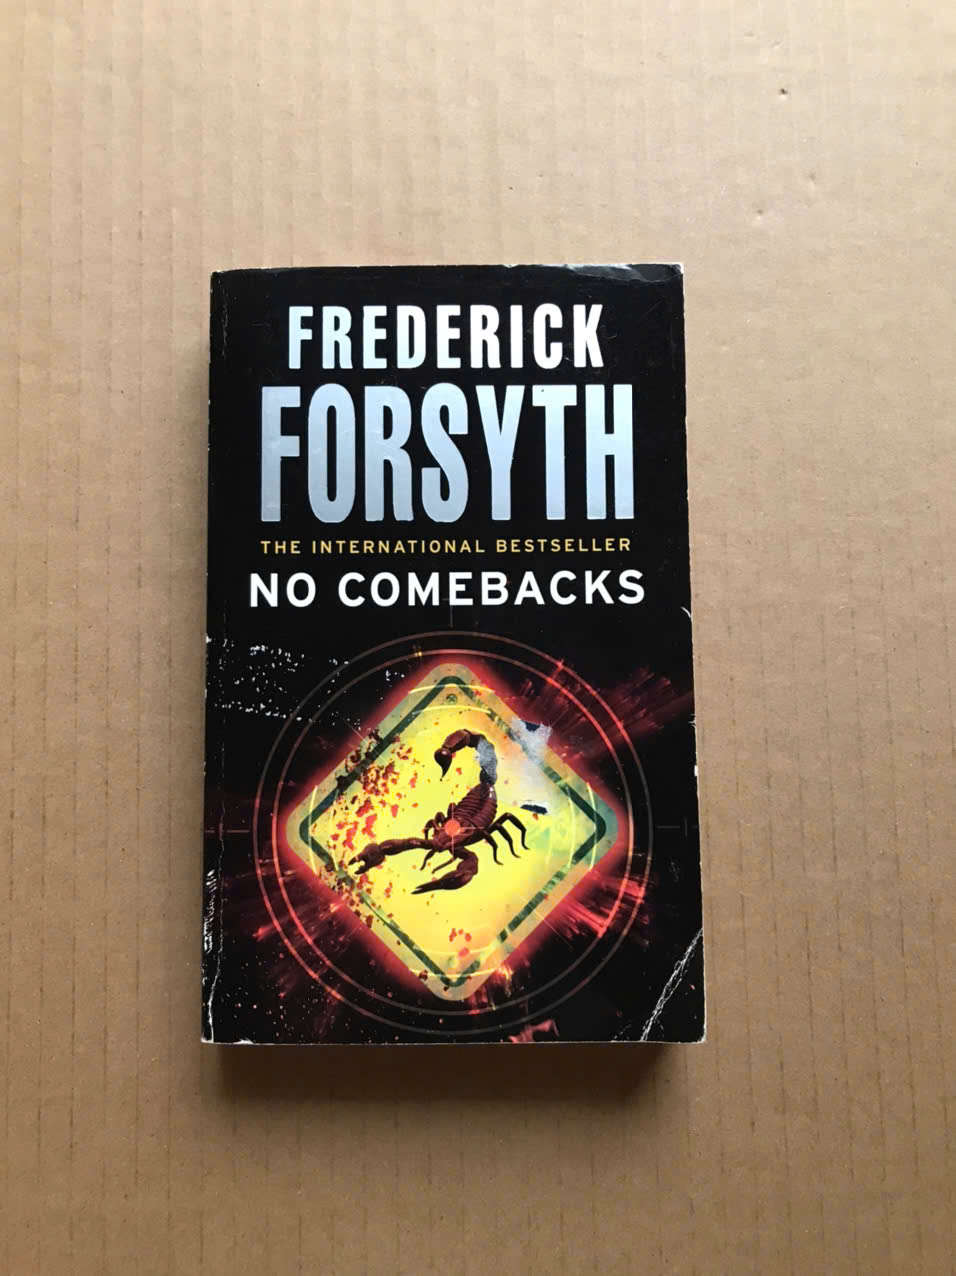 FREDERICK
FORSYTH
THE INTERNATIONAL BESTSELLER
NO COMEBACKS